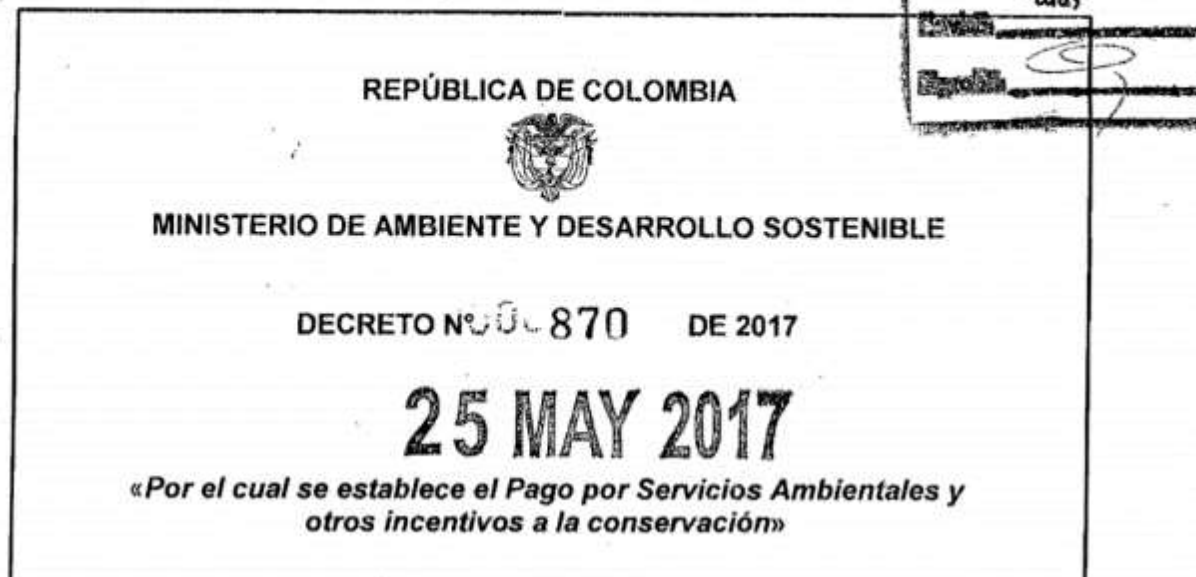 REPÚBLICA DE COLOMBIA
MINISTERIO DE AMBIENTE Y DESARROLLO SOSTENIBLE
DECRETO Nº 870 DE 2017
25 MAY 2017
«Por el cual se establece el Pago por Servicios Ambientales y
otros incentivos a la conservación»